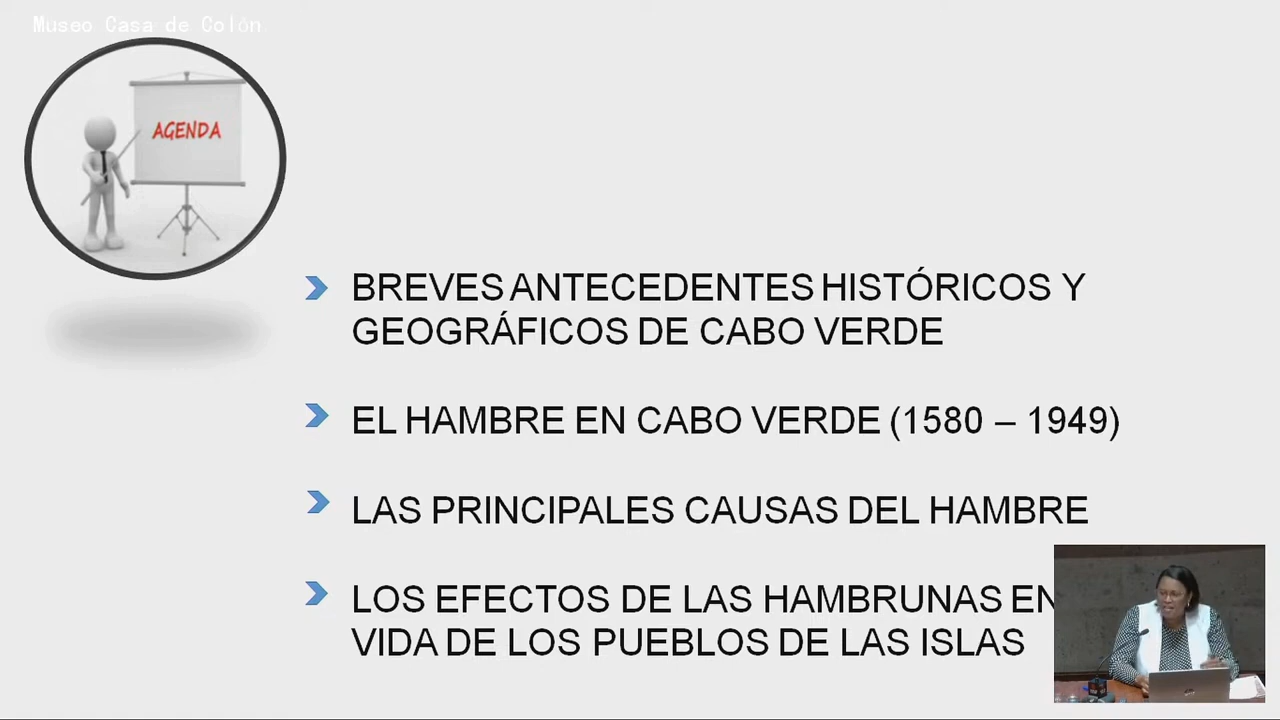 Museo Casa de Colón
AGENDA
BREVES ANTECEDENTES HISTÓRICOS Y
GEOGRÁFICOS DE CABO VERDE
EL HAMBRE EN CABO VERDE (1580 – 1949)
LAS PRINCIPALES CAUSAS DEL HAMBRE
LOS EFECTOS DE LAS HAMBRUNAS EN
VIDA DE LOS PUEBLOS DE LAS ISLAS